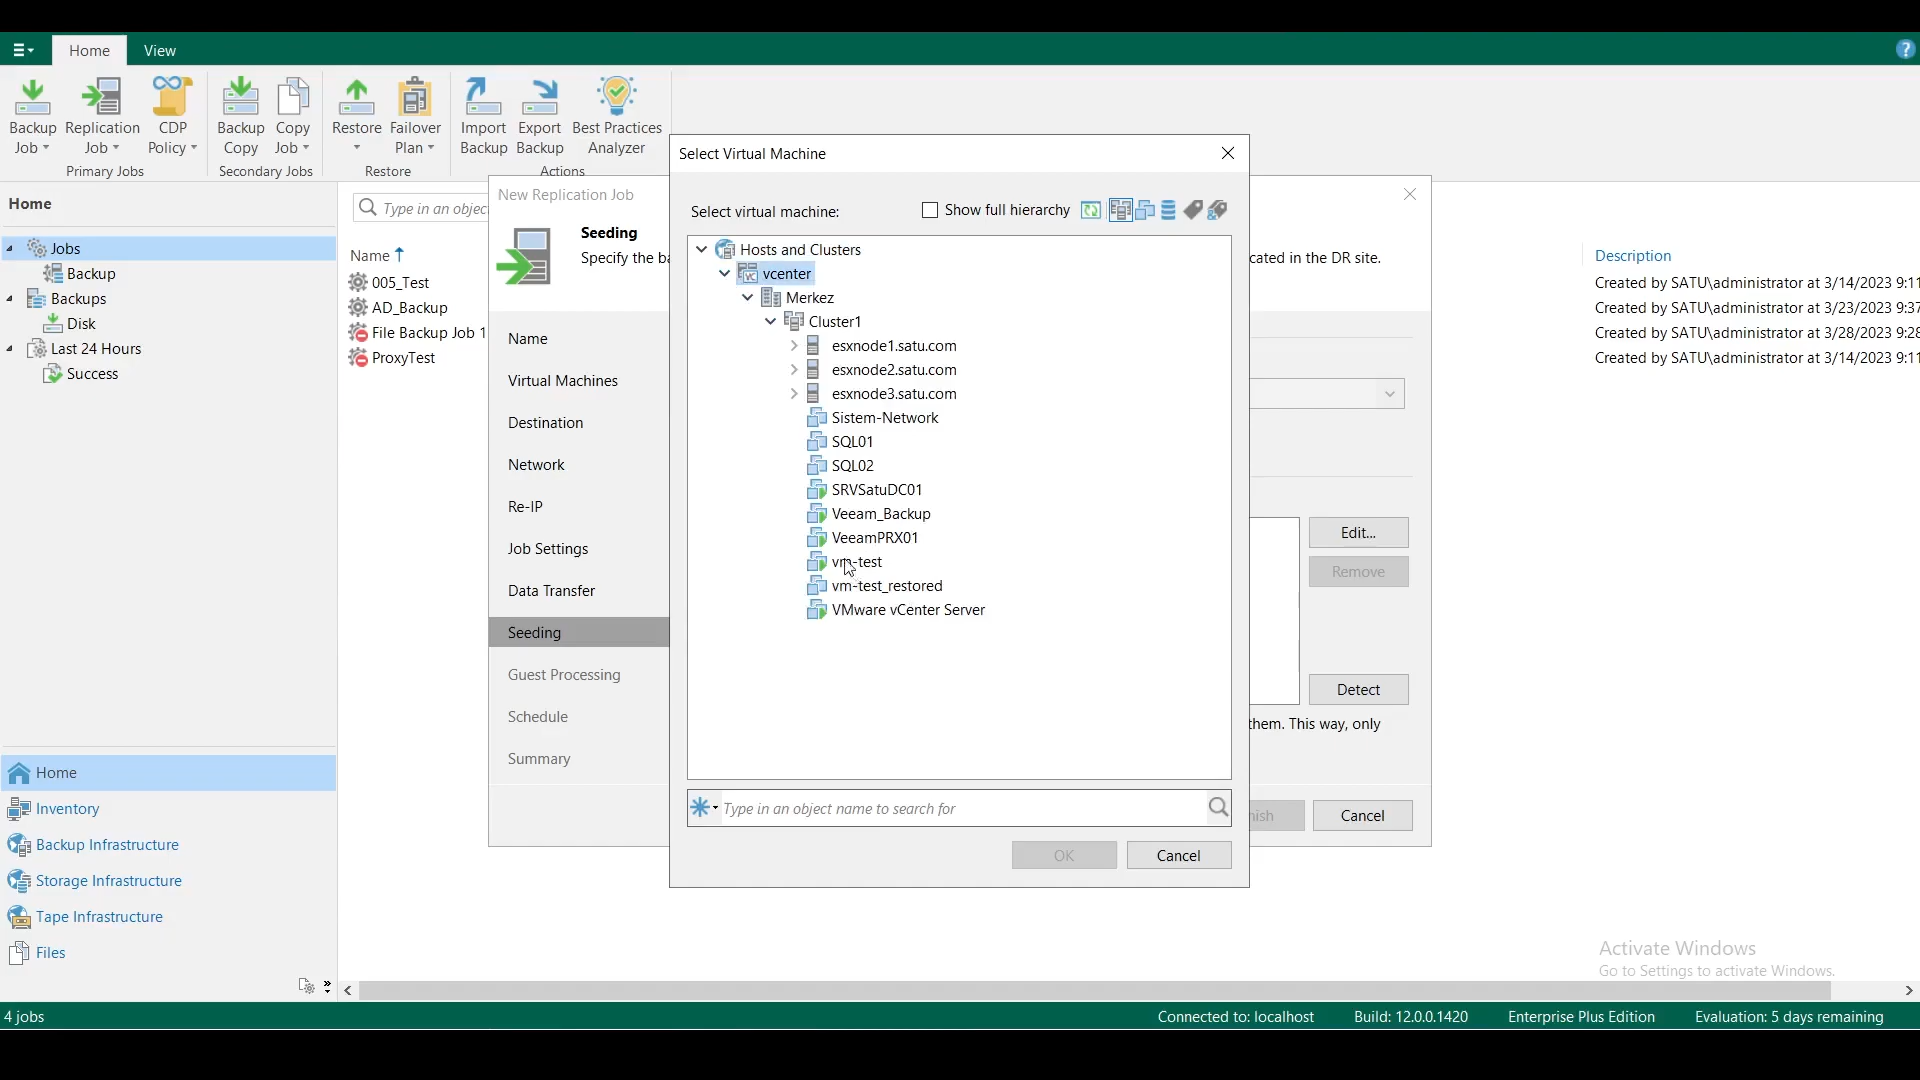 Home
View
Backup Job
Replication Job
CDP Policy
Backup Copy
Copy Job
Restore
Failover Plan
Import Backup
Export Backup
Best Practices Analyzer
Primary Jobs
Secondary Jobs
Restore
Actions
Home
Jobs
Backup
Backups
Disk
Last 24 Hours
Success
Home
Inventory
Backup Infrastructure
Storage Infrastructure
Tape Infrastructure
Files
Type in an objec
Name
005_Test
AD_Backup
File Backup Job 1
ProxyTest
Description
Created by SATU\administrator at 3/14/2023 9:11
Created by SATU\administrator at 3/23/2023 9:37
Created by SATU\administrator at 3/28/2023 9:28
Created by SATU\administrator at 3/14/2023 9:11
New Replication Job
Seeding
Specify the ba
cated in the DR site.
Name
Virtual Machines
Destination
Network
Re-IP
Job Settings
Data Transfer
Seeding
Guest Processing
Schedule
Summary
Edit...
Remove
Detect
them. This way, only
nish
Cancel
Select Virtual Machine
Select virtual machine:
Show full hierarchy
Hosts and Clusters
vcenter
Merkez
Cluster1
esxnode1.satu.com
esxnode2.satu.com
esxnode3.satu.com
Sistem-Network
SQL01
SQL02
SRVSatuDC01
Veeam_Backup
VeeamPRX01
vm-test
vm-test_restored
VMware vCenter Server
Type in an object name to search for
OK
Cancel
Activate Windows
Go to Settings to activate Windows.
4 jobs
Connected to: localhost
Build: 12.0.0.1420
Enterprise Plus Edition
Evaluation: 5 days remaining